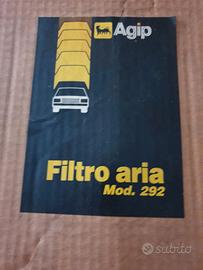 Agip
Filtro aria
Mod. 292
subito